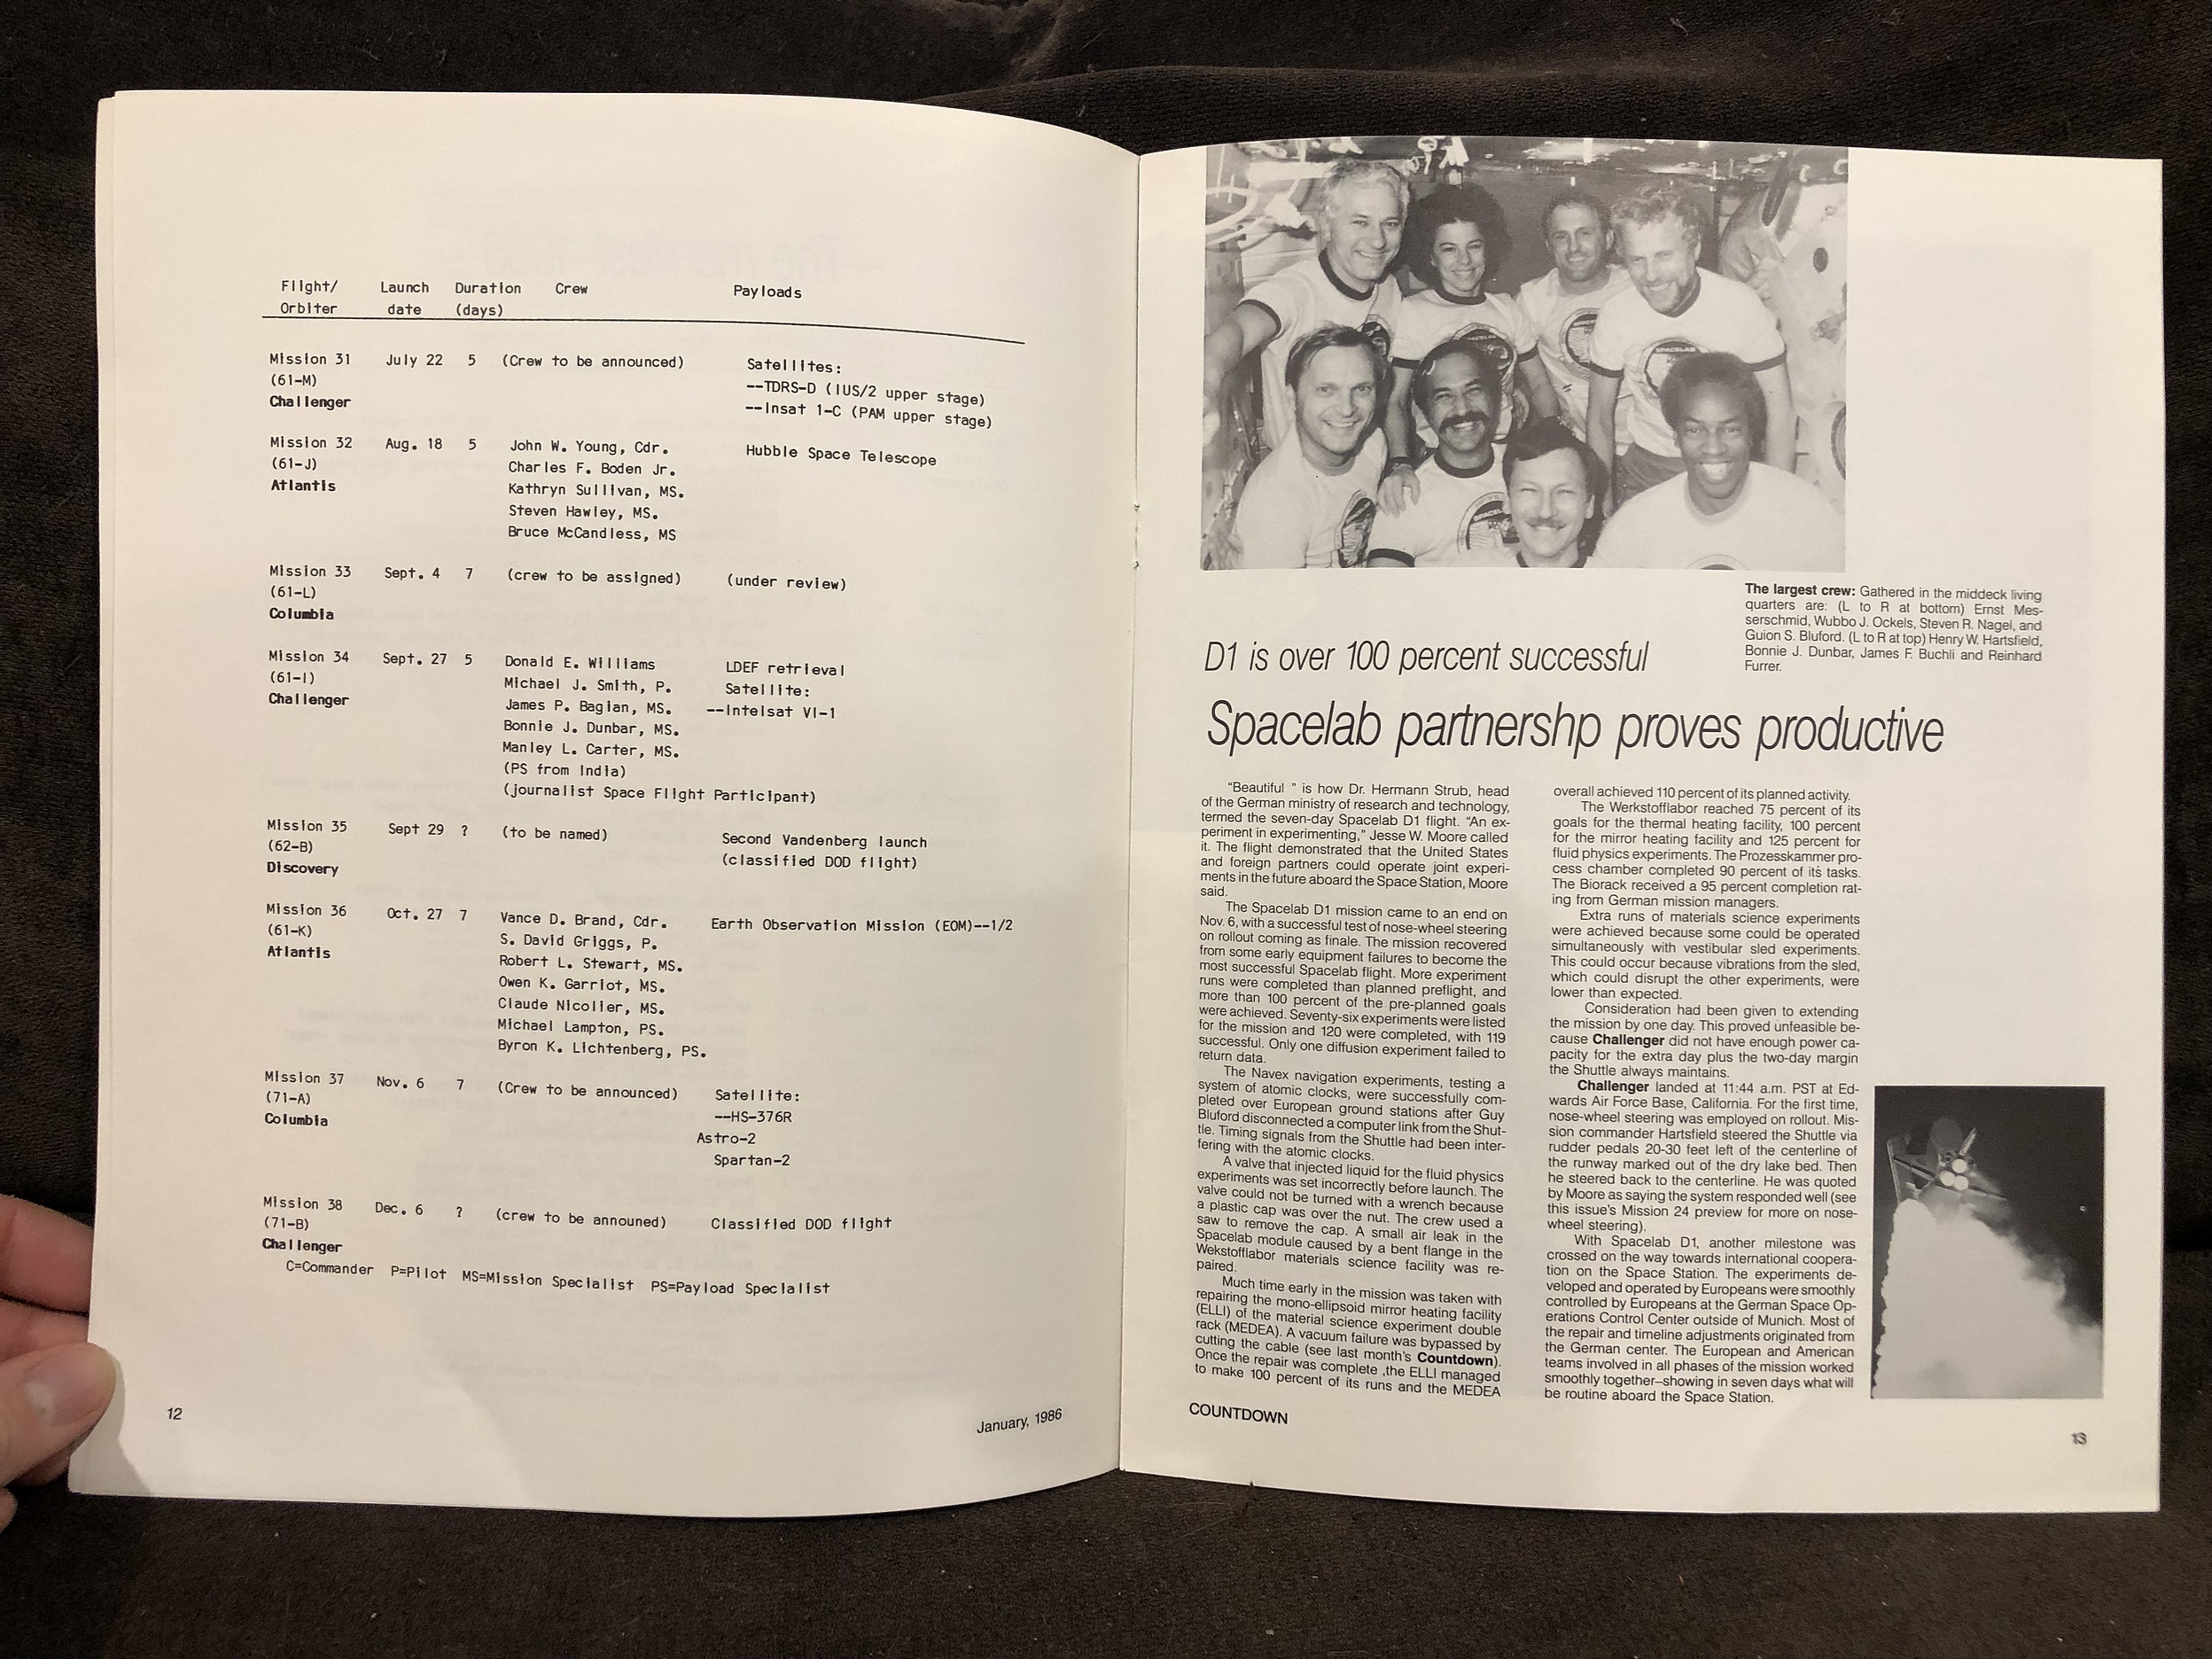 Flight/ Launch Duration Crew Payloads
Orbiter date (days)
Mission 31 July 22 5 (Crew to be announced) Satellites:
(61-M) --TDRS-D (IUS/2 upper stage)
Challenger --Insat 1-C (PAM upper stage)
Mission 32 Aug. 18 5 John W. Young, Cdr. Hubble Space Telescope
(61-J) Charles F. Boden Jr.
Atlantis Kathryn Sullivan, MS.
Steven Hawley, MS.
Bruce McCandless, MS
Mission 33 Sept. 4 7 (crew to be assigned) (under review)
(61-L)
Columbia
Mission 34 Sept. 27 5 Donald E. Williams LDEF retrieval
(61-I) Michael J. Smith, P. Satellite:
Challenger James P. Bagian, MS. --Intelsat VI-1
Bonnie J. Dunbar, MS.
Manley L. Carter, MS.
(PS from India)
(journalist Space Flight Participant)
Mission 35 Sept 29 ? (to be named) Second Vandenberg launch
(62-B) (classified DOD flight)
Discovery
Mission 36 Oct. 27 7 Vance D. Brand, Cdr. Earth Observation Mission (EOM)--1/2
(61-K) S. David Griggs, P.
Atlantis Robert L. Stewart, MS.
Owen K. Garriot, MS.
Claude Nicolier, MS.
Michael Lampton, PS.
Byron K. Lichtenberg, PS.
Mission 37 Nov. 6 7 (Crew to be announced) Satellite:
(71-A) --HS-376R
Columbia Astro-2
Spartan-2
Mission 38 Dec. 6 ? (crew to be announed) Classified DOD flight
(71-B)
Challenger
C=Commander P=Pilot MS=Mission Specialist PS=Payload Specialist
12
January, 1986
The largest crew: Gathered in the middeck living
quarters are: (L to R at bottom) Ernst Mes-
serschmid, Wubbo J. Ockels, Steven R. Nagel, and
Guion S. Bluford. (L to R at top) Henry W. Hartsfield,
Bonnie J. Dunbar, James F. Buchli and Reinhard
Furrer.
D1 is over 100 percent successful
Spacelab partnershp proves productive
"Beautiful " is how Dr. Hermann Strub, head
of the German ministry of research and technology,
termed the seven-day Spacelab D1 flight. "An ex-
periment in experimenting," Jesse W. Moore called
it. The flight demonstrated that the United States
and foreign partners could operate joint experi-
ments in the future aboard the Space Station, Moore
said.
The Spacelab D1 mission came to an end on
Nov. 6, with a successful test of nose-wheel steering
on rollout coming as finale. The mission recovered
from some early equipment failures to become the
most successful Spacelab flight. More experiment
runs were completed than planned preflight, and
more than 100 percent of the pre-planned goals
were achieved. Seventy-six experiments were listed
for the mission and 120 were completed, with 119
successful. Only one diffusion experiment failed to
return data.
The Navex navigation experiments, testing a
system of atomic clocks, were successfully com-
pleted over European ground stations after Guy
Bluford disconnected a computer link from the Shut-
tle. Timing signals from the Shuttle had been inter-
fering with the atomic clocks.
A valve that injected liquid for the fluid physics
experiments was set incorrectly before launch. The
valve could not be turned with a wrench because
a plastic cap was over the nut. The crew used a
saw to remove the cap. A small air leak in the
Spacelab module caused by a bent flange in the
Wekstofflabor materials science facility was re-
paired.
Much time early in the mission was taken with
repairing the mono-ellipsoid mirror heating facility
(ELLI) of the material science experiment double
rack (MEDEA). A vacuum failure was bypassed by
cutting the cable (see last month's Countdown).
Once the repair was complete ,the ELLI managed
to make 100 percent of its runs and the MEDEA
overall achieved 110 percent of its planned activity.
The Werkstofflabor reached 75 percent of its
goals for the thermal heating facility, 100 percent
for the mirror heating facility and 125 percent for
fluid physics experiments. The Prozesskammer pro-
cess chamber completed 90 percent of its tasks.
The Biorack received a 95 percent completion rat-
ing from German mission managers.
Extra runs of materials science experiments
were achieved because some could be operated
simultaneously with vestibular sled experiments.
This could occur because vibrations from the sled,
which could disrupt the other experiments, were
lower than expected.
Consideration had been given to extending
the mission by one day. This proved unfeasible be-
cause Challenger did not have enough power ca-
pacity for the extra day plus the two-day margin
the Shuttle always maintains.
Challenger landed at 11:44 a.m. PST at Ed-
wards Air Force Base, California. For the first time,
nose-wheel steering was employed on rollout. Mis-
sion commander Hartsfield steered the Shuttle via
rudder pedals 20-30 feet left of the centerline of
the runway marked out of the dry lake bed. Then
he steered back to the centerline. He was quoted
by Moore as saying the system responded well (see
this issue's Mission 24 preview for more on nose-
wheel steering).
With Spacelab D1, another milestone was
crossed on the way towards international coopera-
tion on the Space Station. The experiments de-
veloped and operated by Europeans were smoothly
controlled by Europeans at the German Space Op-
erations Control Center outside of Munich. Most of
the repair and timeline adjustments originated from
the German center. The European and American
teams involved in all phases of the mission worked
smoothly together–showing in seven days what will
be routine aboard the Space Station.
COUNTDOWN
13